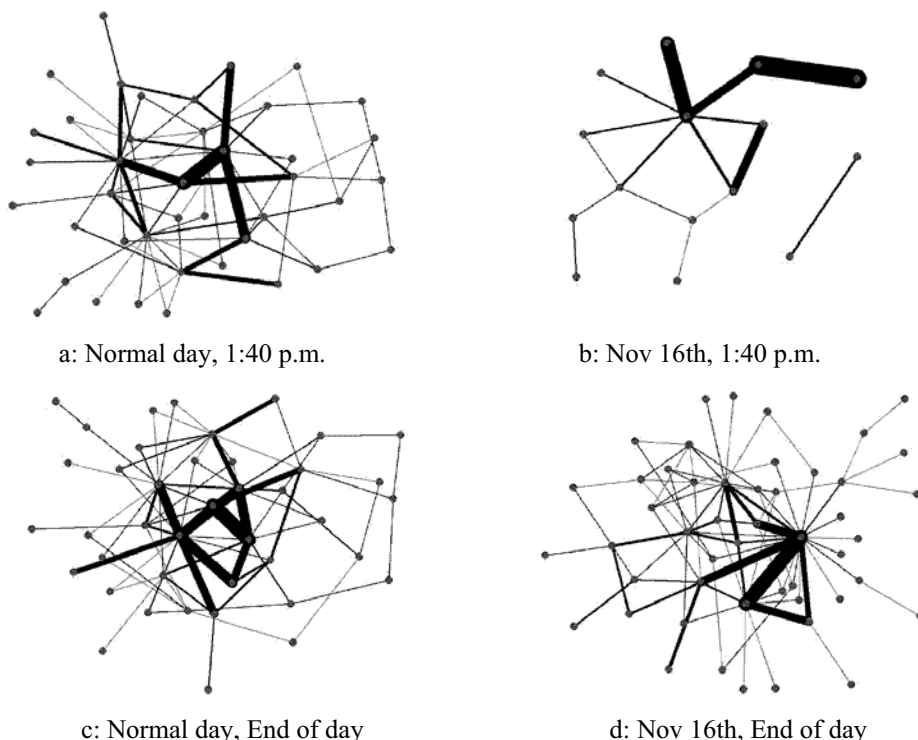 a: Normal day, 1:40 p.m.
b: Nov 16th, 1:40 p.m.
c: Normal day, End of day
d: Nov 16th, End of day